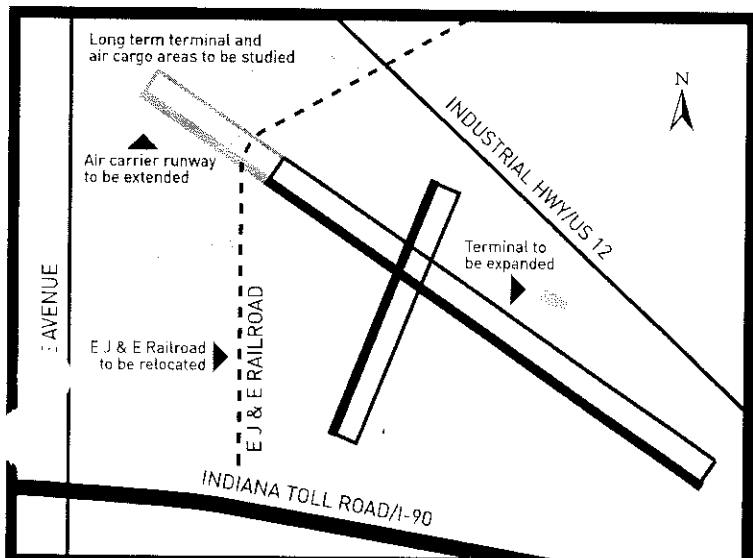 Long term terminal and
air cargo areas to be studied
N
INDUSTRIAL HWY/US 12
Air carrier runway
to be extended
Terminal to
be expanded
AVENUE
E J & E Railroad
to be relocated
E J & E RAILROAD
INDIANA TOLL ROAD/I-90